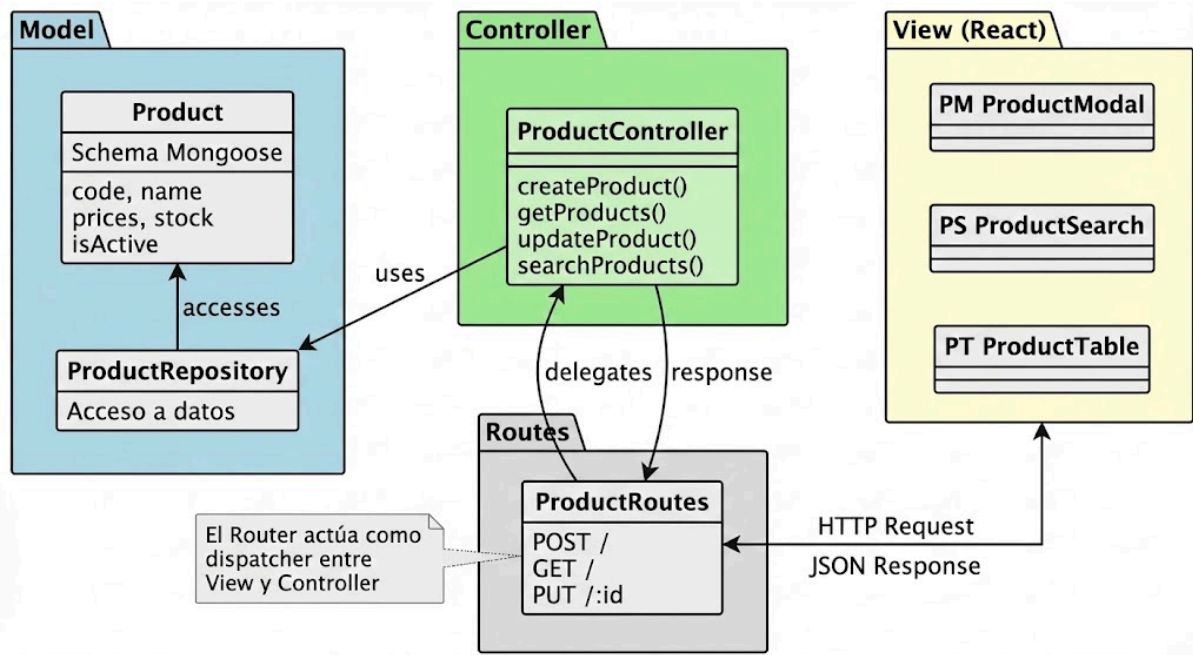 Model
Product
Schema Mongoose
code, name
prices, stock
isActive
accesses
ProductRepository
Acceso a datos
uses
Controller
ProductController
createProduct()
getProducts()
updateProduct()
searchProducts()
delegates
response
Routes
ProductRoutes
POST /
GET /
PUT /:id
El Router actúa como
dispatcher entre
View y Controller
View (React)
PM ProductModal
PS ProductSearch
PT ProductTable
HTTP Request
JSON Response